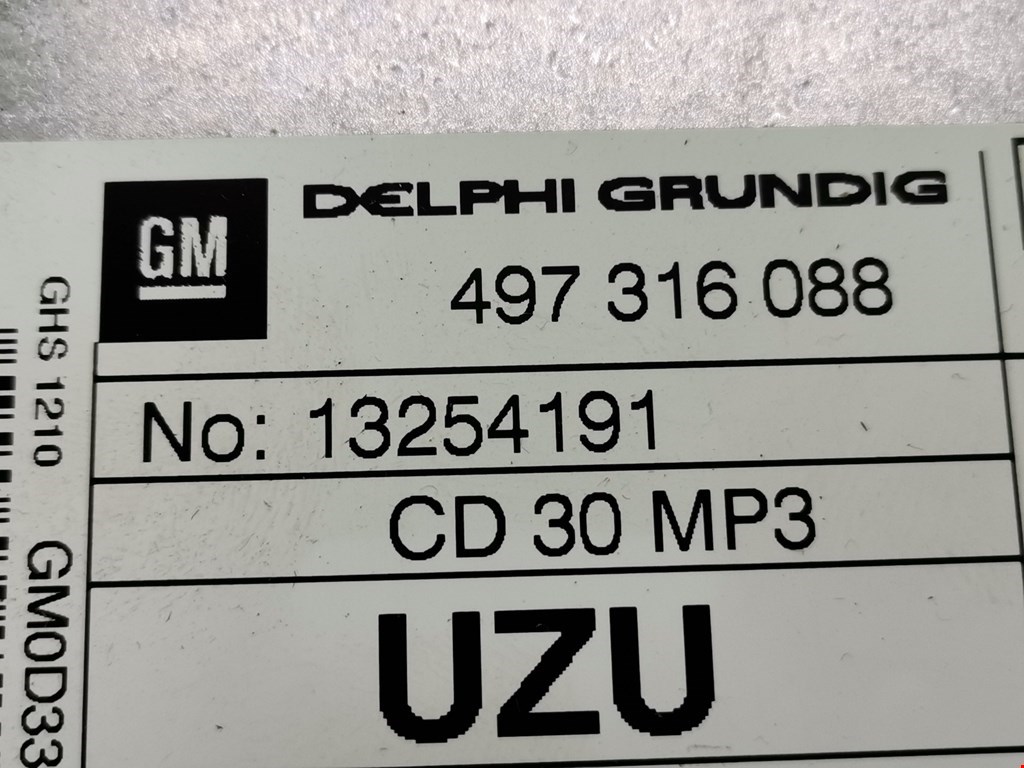 GM
DELPHI GRUNDIG
497 316 088
No: 13254191
CD 30 MP3
UZU
GHS 1210
GM0D33